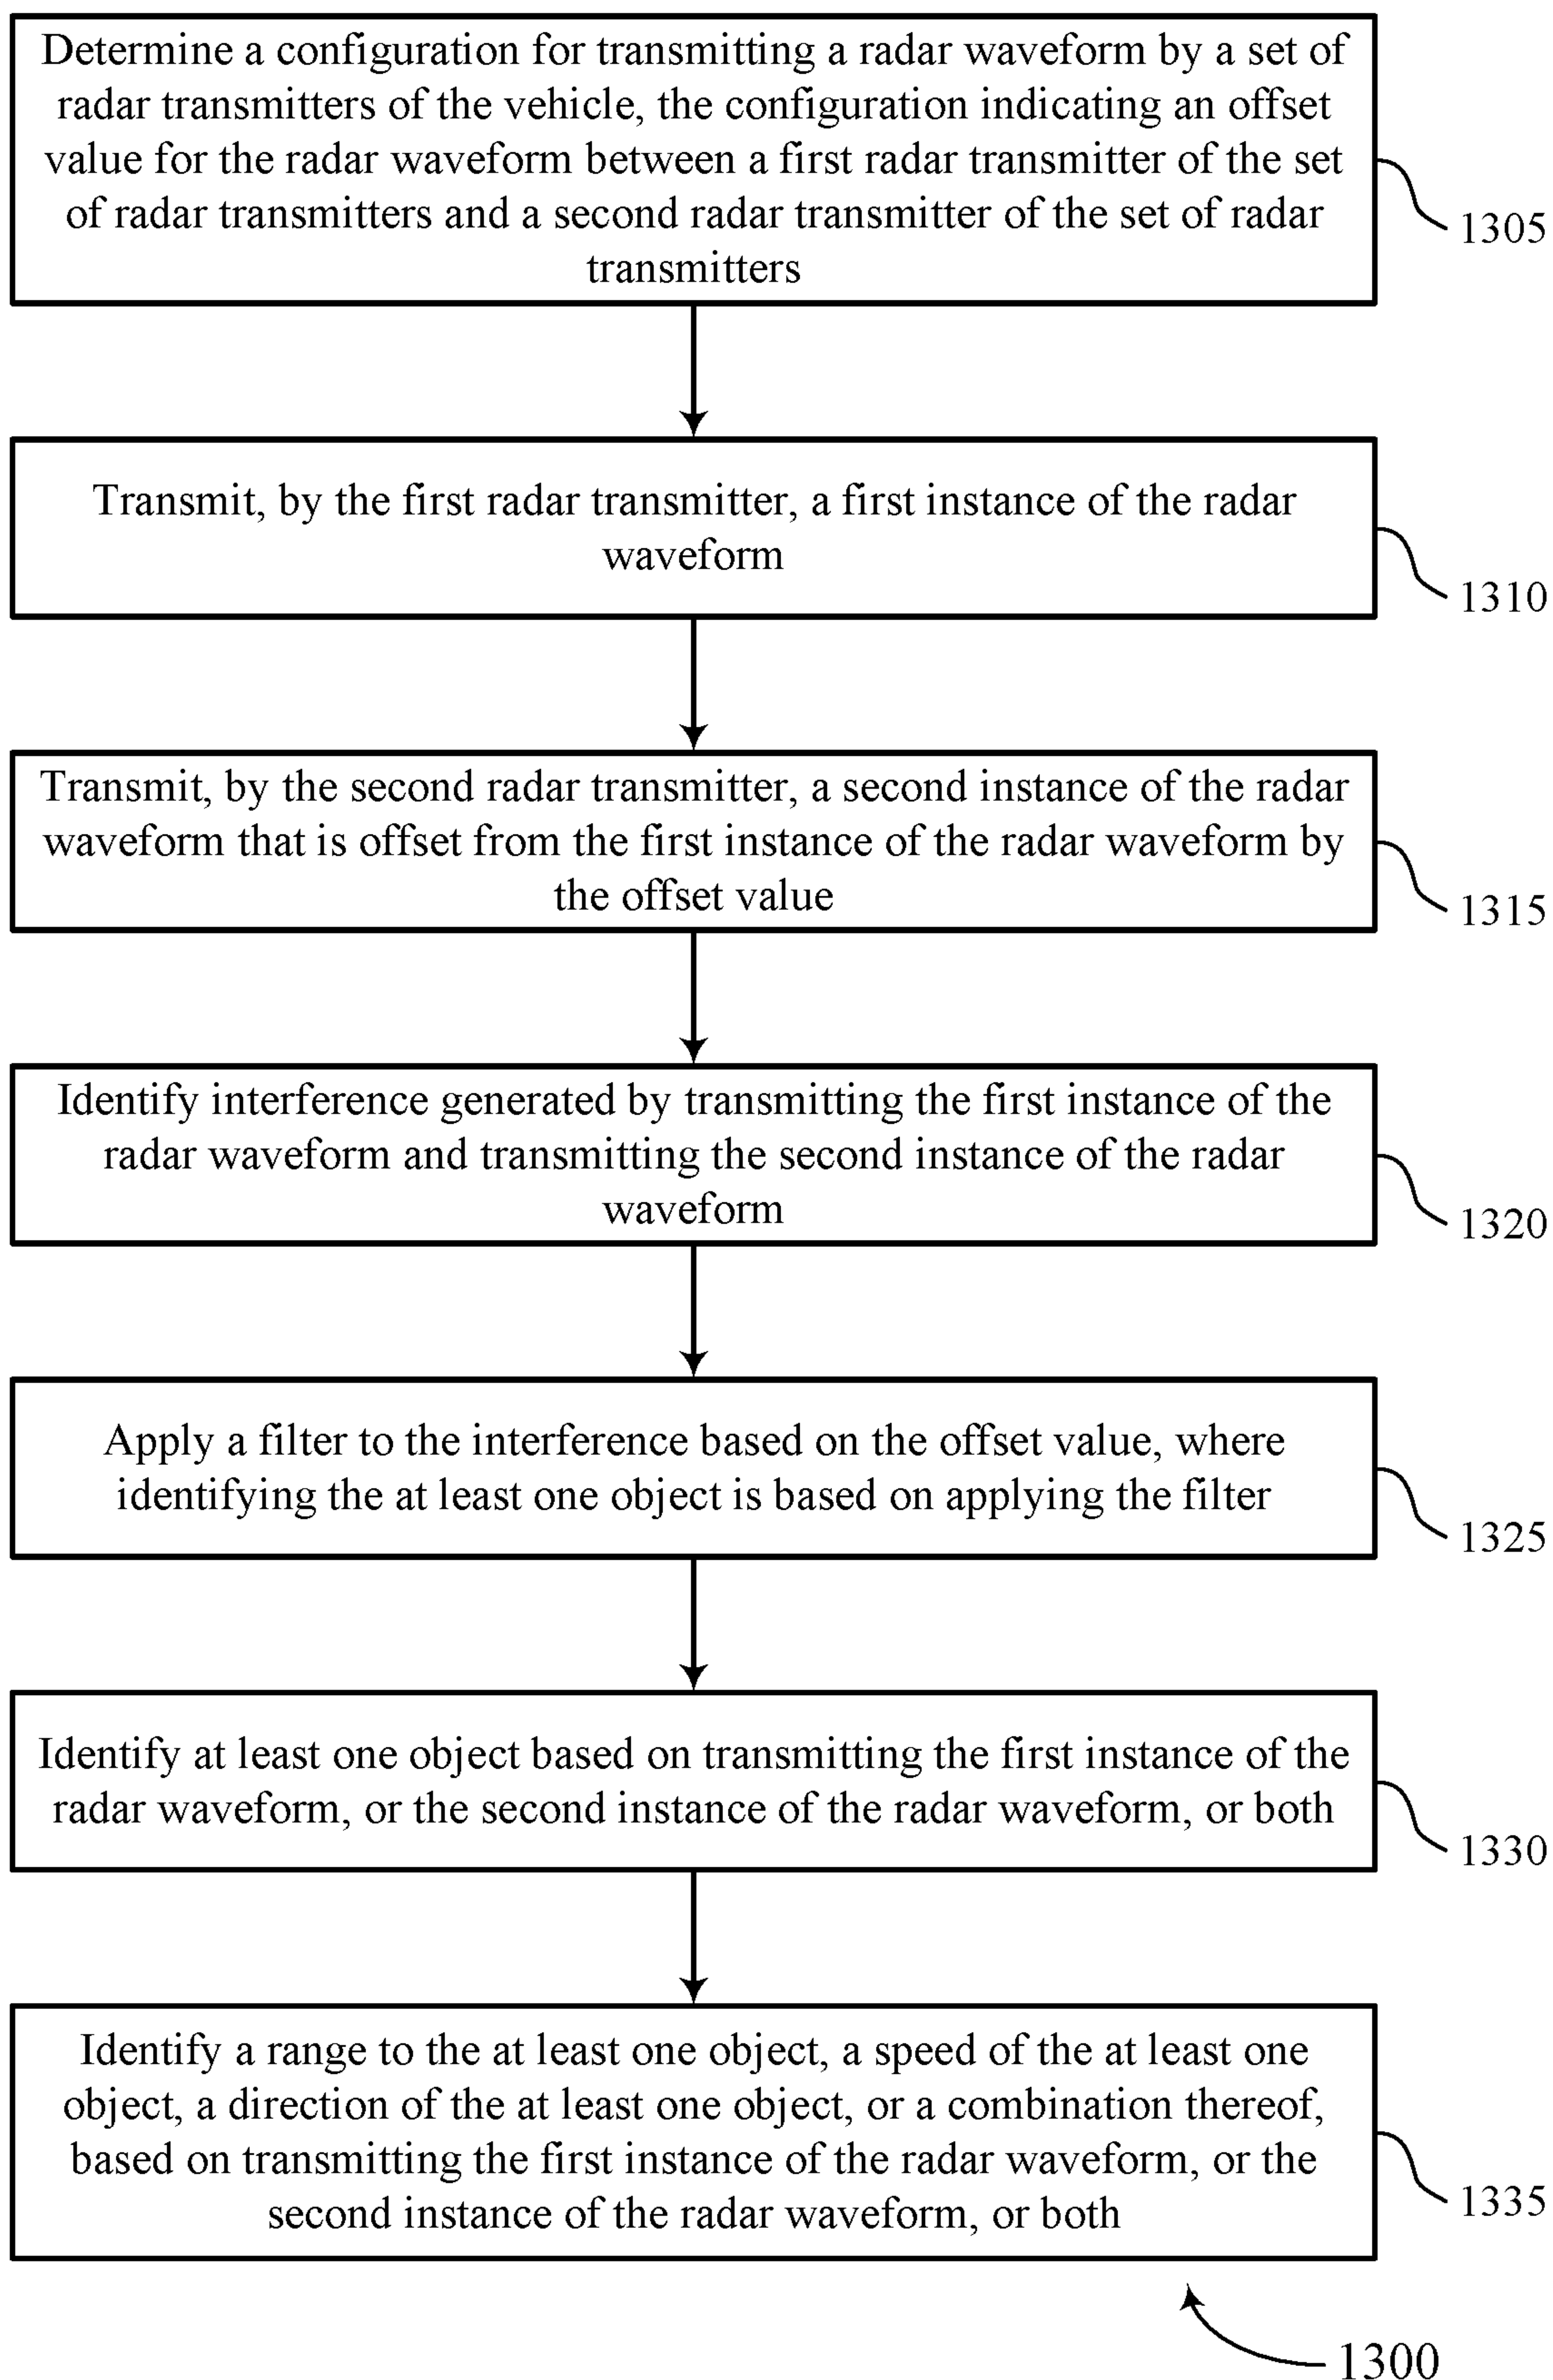 Determine a configuration for transmitting a radar waveform by a set of
radar transmitters of the vehicle, the configuration indicating an offset
value for the radar waveform between a first radar transmitter of the set
of radar transmitters and a second radar transmitter of the set of radar
transmitters
1305
Transmit, by the first radar transmitter, a first instance of the radar
waveform
1310
Transmit, by the second radar transmitter, a second instance of the radar
waveform that is offset from the first instance of the radar waveform by
the offset value
1315
Identify interference generated by transmitting the first instance of the
radar waveform and transmitting the second instance of the radar
waveform
1320
Apply a filter to the interference based on the offset value, where
identifying the at least one object is based on applying the filter
1325
Identify at least one object based on transmitting the first instance of the
radar waveform, or the second instance of the radar waveform, or both
1330
Identify a range to the at least one object, a speed of the at least one
object, a direction of the at least one object, or a combination thereof,
based on transmitting the first instance of the radar waveform, or the
second instance of the radar waveform, or both
1335
1300